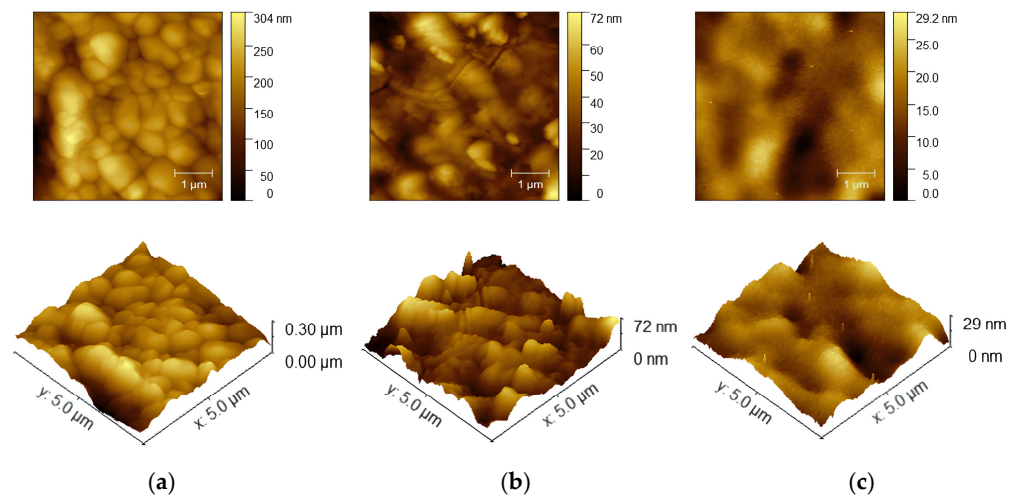 304 nm
250
200
150
100
50
0
1 µm
72 nm
60
50
40
30
20
10
0
1 µm
29.2 nm
25.0
20.0
15.0
10.0
5.0
0.0
1 µm
0.30 µm
0.00 µm
y: 5.0 µm
x: 5.0 µm
72 nm
0 nm
y: 5.0 µm
x: 5.0 µm
29 nm
0 nm
y: 5.0 µm
x: 5.0 µm
(a)
(b)
(c)